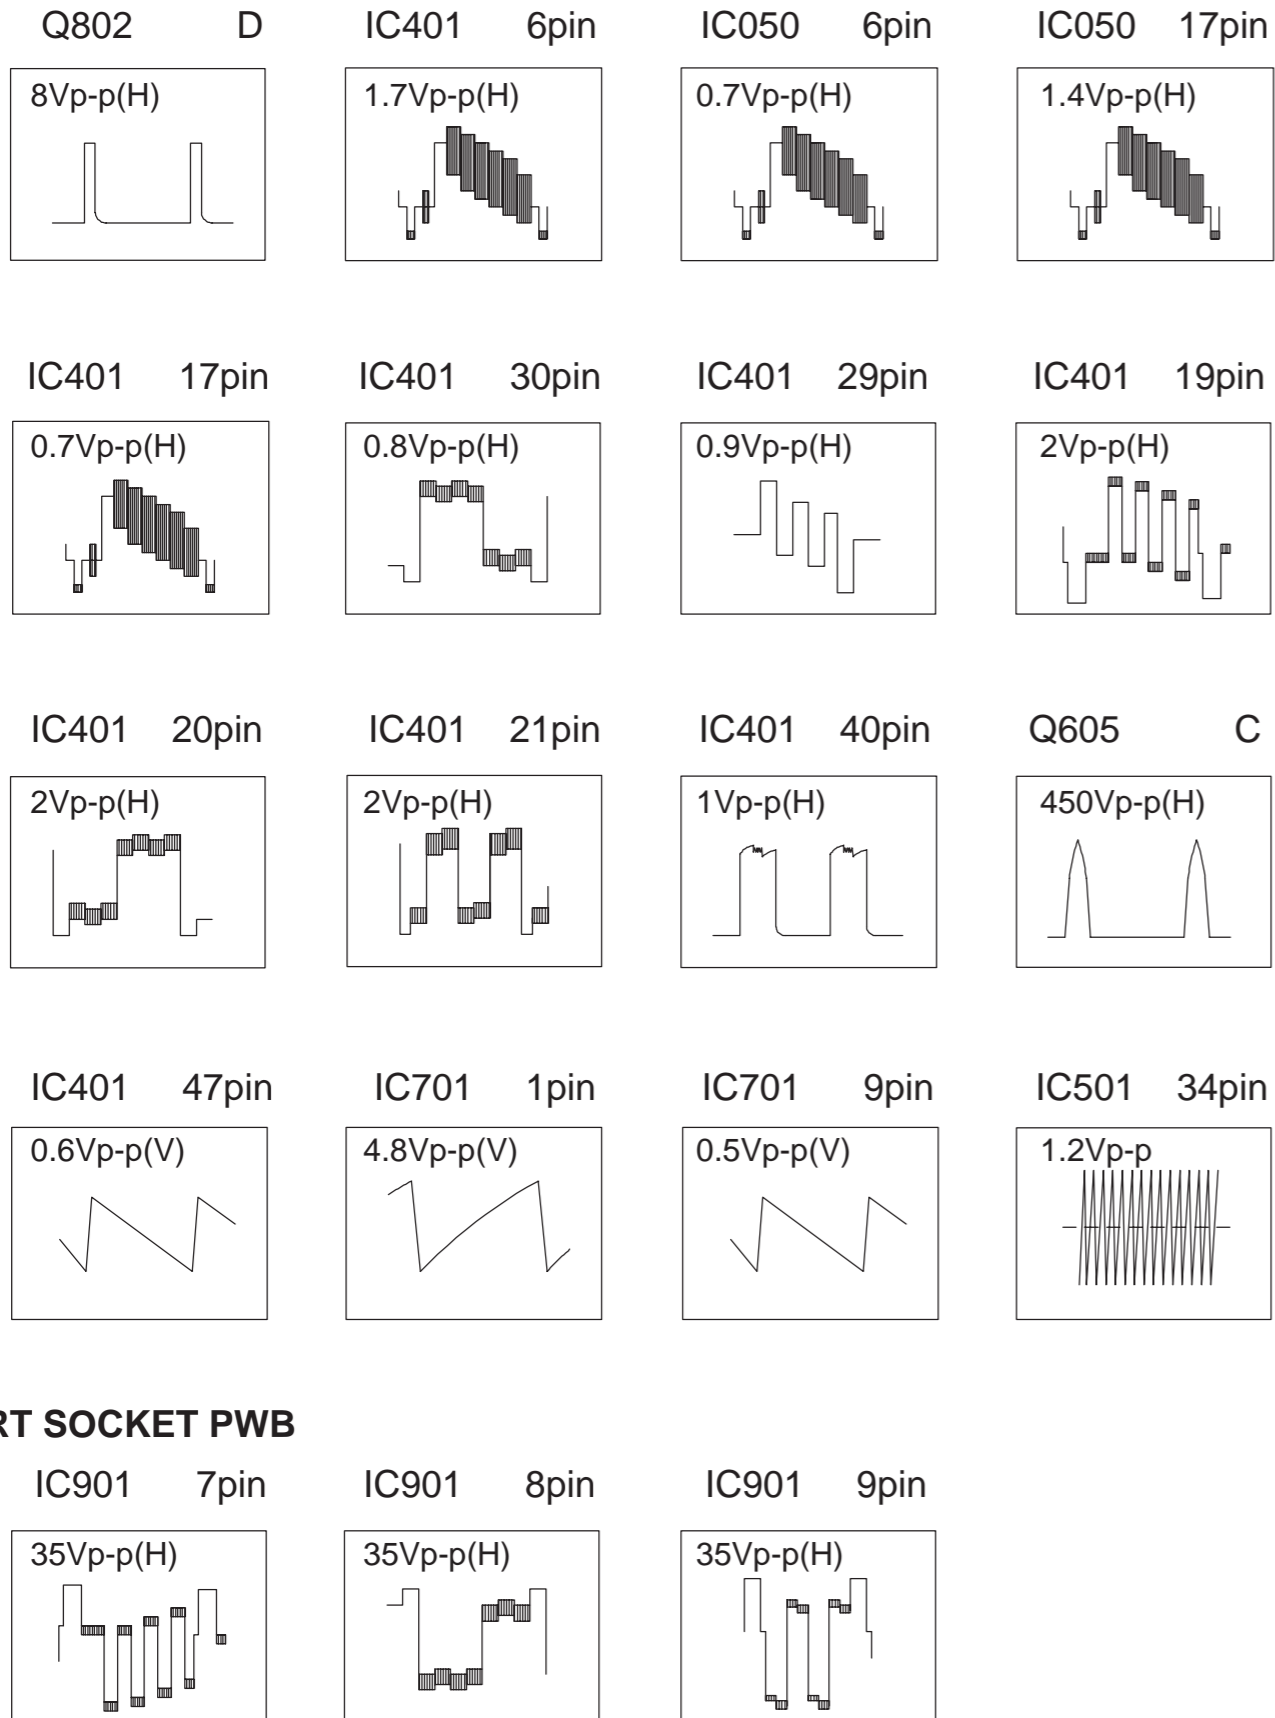 Q802 D IC401 6pin IC050 6pin IC050 17pin
8Vp-p(H) 1.7Vp-p(H) 0.7Vp-p(H) 1.4Vp-p(H)
IC401 17pin IC401 30pin IC401 29pin IC401 19pin
0.7Vp-p(H) 0.8Vp-p(H) 0.9Vp-p(H) 2Vp-p(H)
IC401 20pin IC401 21pin IC401 40pin Q605 C
2Vp-p(H) 2Vp-p(H) 1Vp-p(H) 450Vp-p(H)
IC401 47pin IC701 1pin IC701 9pin IC501 34pin
0.6Vp-p(V) 4.8Vp-p(V) 0.5Vp-p(V) 1.2Vp-p
RT SOCKET PWB
IC901 7pin IC901 8pin IC901 9pin
35Vp-p(H) 35Vp-p(H) 35Vp-p(H)